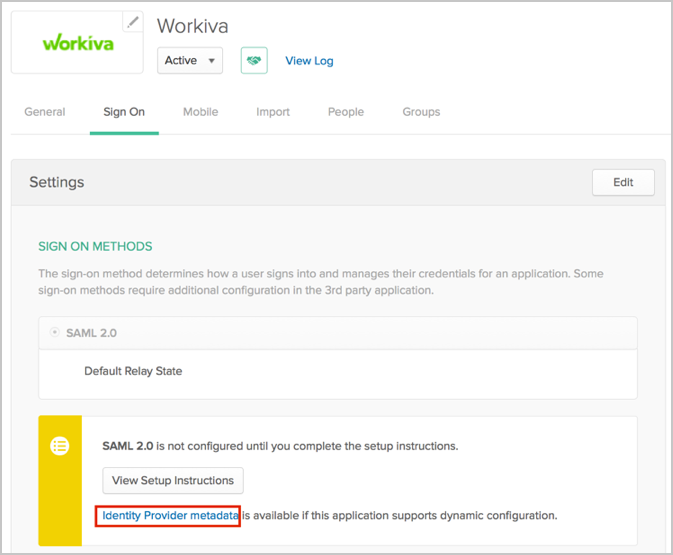 workiva
Workiva
Active
View Log
General Sign On Mobile Import People Groups
Settings
Edit
SIGN ON METHODS
The sign-on method determines how a user signs into and manages their credentials for an application. Some
sign-on methods require additional configuration in the 3rd party application.
SAML 2.0
Default Relay State
SAML 2.0 is not configured until you complete the setup instructions.
View Setup Instructions
Identity Provider metadata is available if this application supports dynamic configuration.